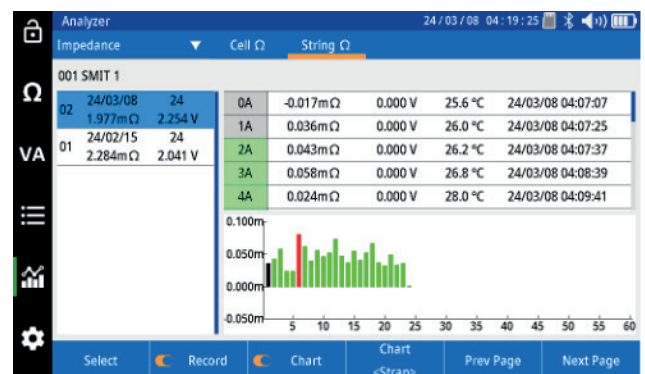 Analyzer 24/03/08 04:19:25
Impedance Cell Ω String Ω
001 SMIT 1
Ω
VA
02 24/03/08 24
1.977mΩ 2.254 V
01 24/02/15 24
2.284mΩ 2.041 V
0A -0.017mΩ 0.000 V 25.6 °C 24/03/08 04:07:07
1A 0.036mΩ 0.000 V 26.0 °C 24/03/08 04:07:25
2A 0.043mΩ 0.000 V 26.2 °C 24/03/08 04:07:37
3A 0.058mΩ 0.000 V 26.8 °C 24/03/08 04:08:39
4A 0.024mΩ 0.000 V 28.0 °C 24/03/08 04:09:41
0.100m
0.050m
0.000m
-0.050m
5 10 15 20 25 30 35 40 45 50 55 60
Select Record Chart Chart Prev Page Next Page
<Strap>